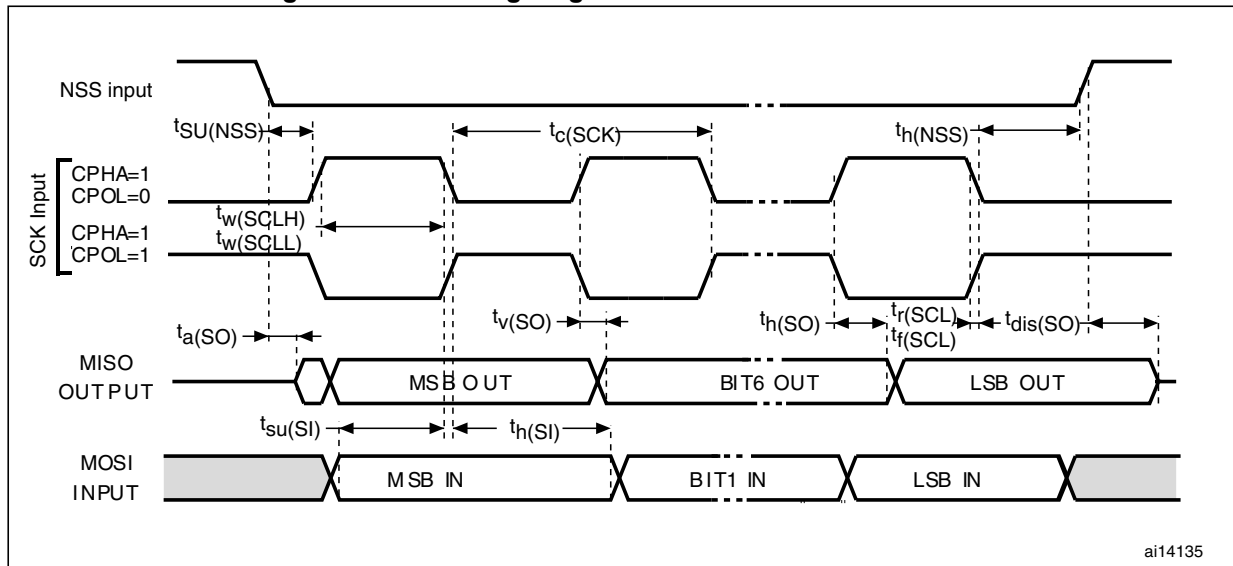 NSS input
tSU(NSS)
tc(SCK)
th(NSS)
SCK Input
CPHA=1
CPOL=0
tw(SCLH)
tw(SCLL)
CPHA=1
CPOL=1
ta(SO)
tv(SO)
th(SO)
tr(SCL)
tf(SCL)
tdis(SO)
MISO
OUTPUT
MSB OUT
BIT6 OUT
LSB OUT
tsu(SI)
th(SI)
MOSI
INPUT
MSB IN
BIT1 IN
LSB IN
ai14135